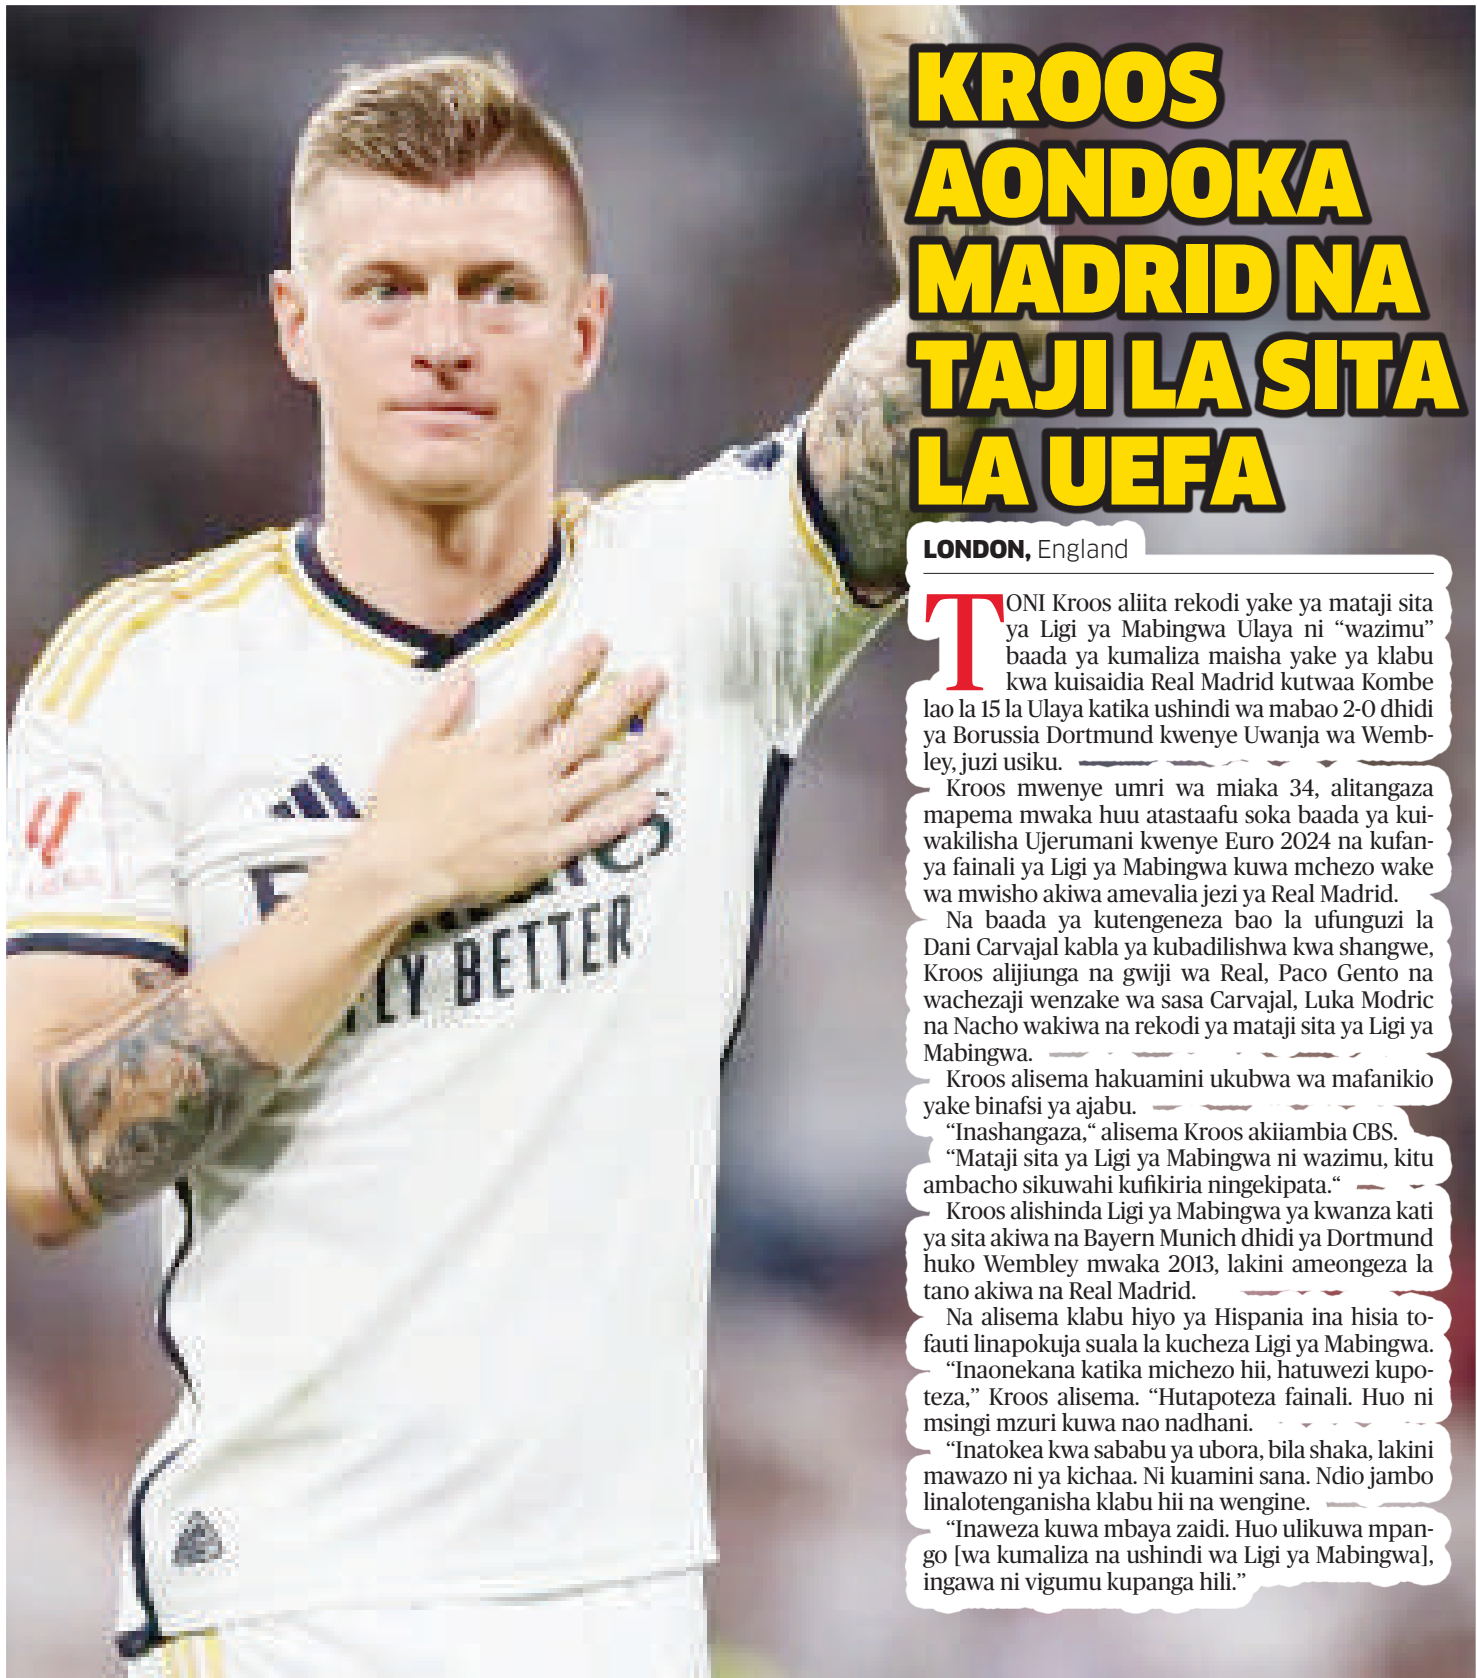 KROOS
AONDOKA
MADRID NA
TAJI LA SITA
LA UEFA
LONDON, England
TONI Kroos aliita rekodi yake ya mataji sita
ya Ligi ya Mabingwa Ulaya ni “wazimu”
baada ya kumaliza maisha yake ya klabu
kwa kuisaidia Real Madrid kutwaa Kombe
lao la 15 la Ulaya katika ushindi wa mabao 2-0 dhidi
ya Borussia Dortmund kwenye Uwanja wa Wemb-
ley, juzi usiku.
Kroos mwenye umri wa miaka 34, alitangaza
mapema mwaka huu atastaafu soka baada ya kui-
wakilisha Ujerumani kwenye Euro 2024 na kufan-
ya fainali ya Ligi ya Mabingwa kuwa mchezo wake
wa mwisho akiwa amevalia jezi ya Real Madrid.
Na baada ya kutengeneza bao la ufunguzi la
Dani Carvajal kabla ya kubadilishwa kwa shangwe,
Kroos alijiunga na gwiji wa Real, Paco Gento na
wachezaji wenzake wa sasa Carvajal, Luka Modric
na Nacho wakiwa na rekodi ya mataji sita ya Ligi ya
Mabingwa.
Kroos alisema hakuamini ukubwa wa mafanikio
yake binafsi ya ajabu.
“Inashangaza,“ alisema Kroos akiiambia CBS.
“Mataji sita ya Ligi ya Mabingwa ni wazimu, kitu
ambacho sikuwahi kufikiria ningekipata.“
Kroos alishinda Ligi ya Mabingwa ya kwanza kati
ya sita akiwa na Bayern Munich dhidi ya Dortmund
huko Wembley mwaka 2013, lakini ameongeza la
tano akiwa na Real Madrid.
Na alisema klabu hiyo ya Hispania ina hisia to-
fauti linapokuja suala la kucheza Ligi ya Mabingwa.
“Inaonekana katika michezo hii, hatuwezi kupo-
teza,” Kroos alisema. “Hutapoteza fainali. Huo ni
msingi mzuri kuwa nao nadhani.
“Inatokea kwa sababu ya ubora, bila shaka, lakini
mawazo ni ya kichaa. Ni kuamini sana. Ndio jambo
linalotenganisha klabu hii na wengine.
“Inaweza kuwa mbaya zaidi. Huo ulikuwa mpan-
go [wa kumaliza na ushindi wa Ligi ya Mabingwa],
ingawa ni vigumu kupanga hili.”
BETTER